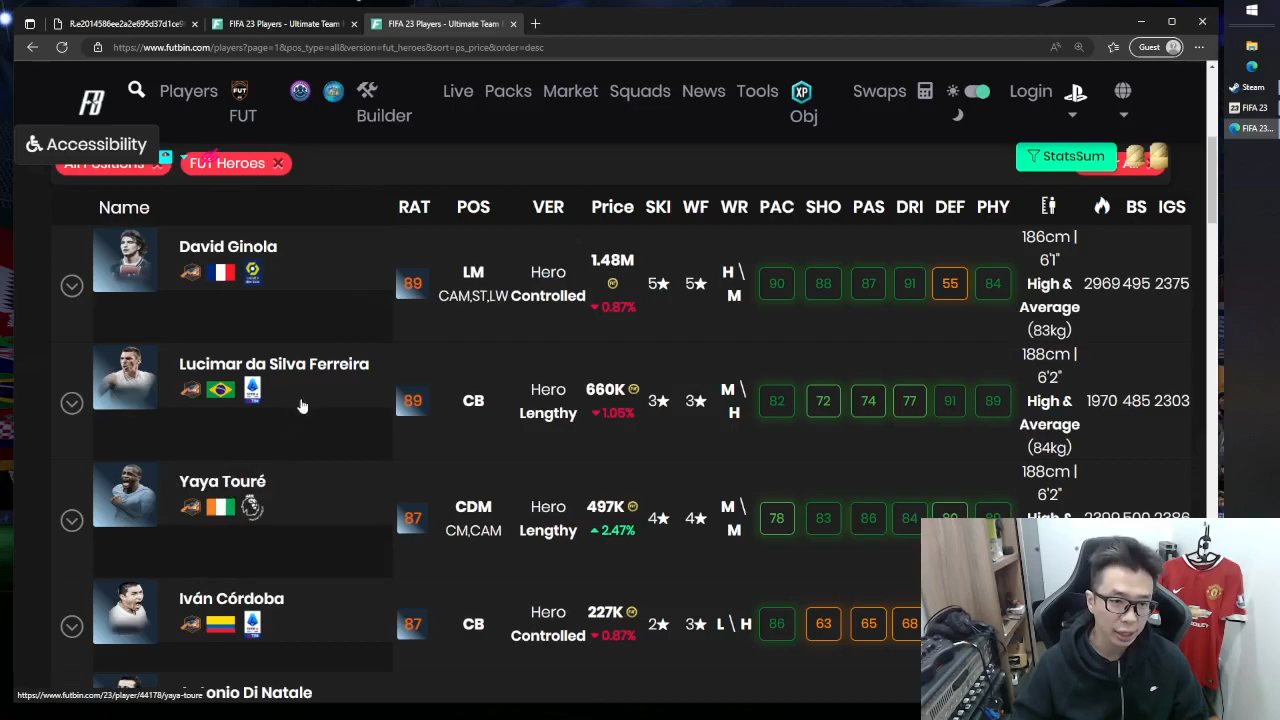 R.e2014586ee2a2e695d37d1ce9
FIFA 23 Players - Ultimate Team
FIFA 23 Players - Ultimate Team
https://www.futbin.com/players?page=1&pos_type=all&version=fut_heroes&sort=ps_price&order=desc
Guest
Players
FUT
Builder
Live
Packs
Market
Squads
News
Tools
XP
Obj
Swaps
Login
Accessibility
All Positions
FUT Heroes
StatsSum
Name RAT POS VER Price SKI WF WR PAC SHO PAS DRI DEF PHY BS IGS
David Ginola
89
LM
CAM,ST,LW
Hero
Controlled
1.48M
0.87%
5★ 5★
H \
M
90 88 87 91 55 84
186cm |
6'1"
High &
Average
(83kg)
2969 495 2375
Lucimar da Silva Ferreira
89
CB
Hero
Lengthy
660K
1.05%
3★ 3★
M \
H
82 72 74 77 91 89
188cm |
6'2"
High &
Average
(84kg)
1970 485 2303
Yaya Touré
87
CDM
CM,CAM
Hero
Lengthy
497K
2.47%
4★ 4★
M \
M
78 83 86 84
188cm |
6'2"
Iván Córdoba
87
CB
Hero
Controlled
227K
0.87%
2★ 3★
L \ H
86 63 65 68
onio Di Natale
https://www.futbin.com/23/player/44178/yaya-toure
Steam
FIFA 23
FIFA 23...